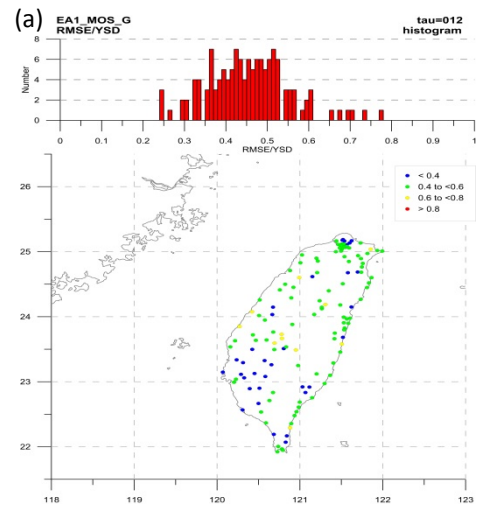 (a) EA1_MOS_G tau=012
RMSE/YSD histogram
8
6
4
2
0
Number
0 0.1 0.2 0.3 0.4 0.5 0.6 0.7 0.8 0.9 1
RMSE/YSD
< 0.4
0.4 to <0.6
0.6 to <0.8
> 0.8
26
25
24
23
22
118 119 120 121 122 123